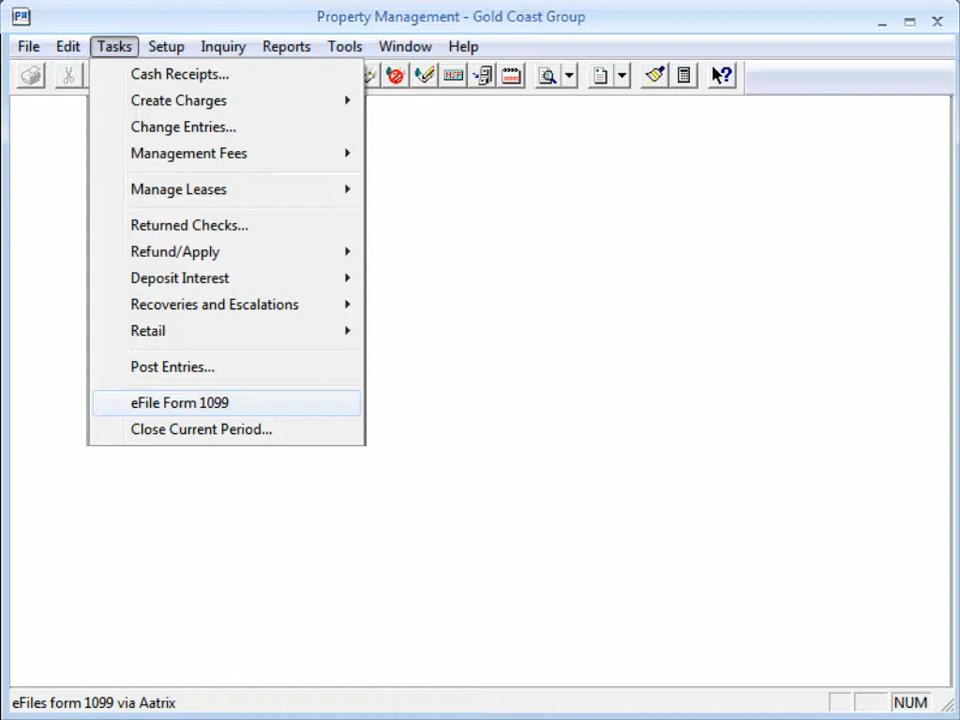 Property Management - Gold Coast Group
File Edit Tasks Setup Inquiry Reports Tools Window Help
Cash Receipts...
Create Charges
Change Entries...
Management Fees
Manage Leases
Returned Checks...
Refund/Apply
Deposit Interest
Recoveries and Escalations
Retail
Post Entries...
eFile Form 1099
Close Current Period...
eFiles form 1099 via Aatrix NUM